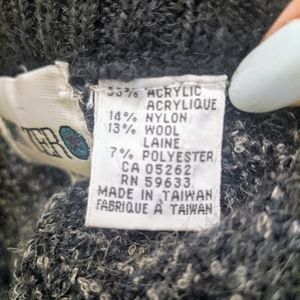 ACRYLIC
ACRYLIQUE
14% NYLON
13% WOOL
LAINE
7% POLYESTER
CA 05262
RN 59633
MADE IN TAIWAN
FABRIQUE A TAIWAN